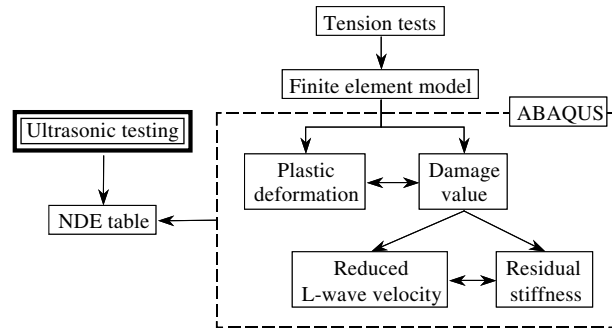 Tension tests
Finite element model
ABAQUS
Ultrasonic testing
Plastic
deformation
Damage
value
NDE table
Reduced
L-wave velocity
Residual
stiffness